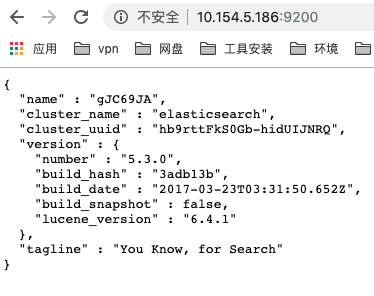 不安全 10.154.5.186:9200
应用 vpn 网盘 工具安装 环境
{
"name" : "gJC69JA",
"cluster_name" : "elasticsearch",
"cluster_uuid" : "hb9rttFkS0Gb-hidUIJNRQ",
"version" : {
"number" : "5.3.0",
"build_hash" : "3adb13b",
"build_date" : "2017-03-23T03:31:50.652Z",
"build_snapshot" : false,
"lucene_version" : "6.4.1"
},
"tagline" : "You Know, for Search"
}